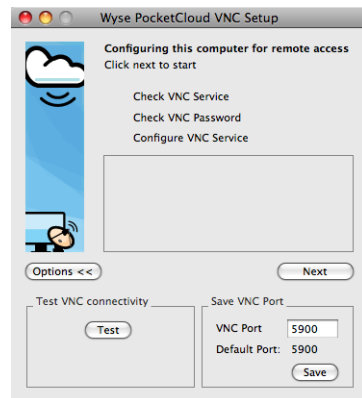 Wyse PocketCloud VNC Setup
Configuring this computer for remote access
Click next to start
Check VNC Service
Check VNC Password
Configure VNC Service
Options <<
Next
Test VNC connectivity
Test
Save VNC Port
VNC Port 5900
Default Port: 5900
Save